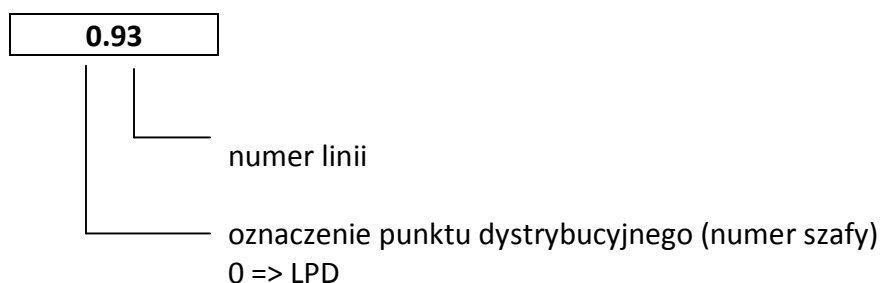 0.93
numer linii
oznaczenie punktu dystrybucyjnego (numer szafy)
0 => LPD